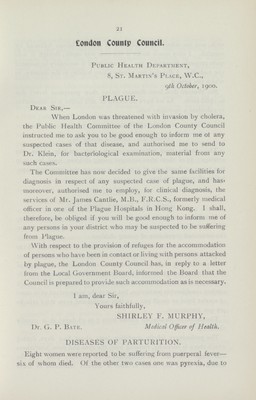 21
London County Council.
PUBLIC HEALTH DEPARTMENT,
8, ST. MARTIN'S PLACE, W.C.,
9th October, 1900.
PLAGUE.
DEAR SIR,—
When London was threatened with invasion by cholera,
the Public Health Committee of the London County Council
instructed me to ask you to be good enough to inform me of any
suspected cases of that disease, and authorised me to send to
Dr. Klein, for bacteriological examination, material from any
such cases.
The Committee has now decided to give the same facilities for
diagnosis in respect of any suspected case of plague, and has
moreover, authorised me to employ, for clinical diagnosis, the
services of Mr. James Cantlie, M.B., F.R.C.S., formerly medical
officer in one of the Plague Hospitals in Hong Kong. I shall,
therefore, be obliged if you will be good enough to inform me of
any persons in your district who may be suspected to be suffering
from Plague.
With respect to the provision of refuges for the accommodation
of persons who have been in contact or living with persons attacked
by plague, the London County Council has, in reply to a letter
from the Local Government Board, informed the Board that the
Council is prepared to provide such accommodation as is necessary.
I am, dear Sir,
Yours faithfully,
SHIRLEY F. MURPHY,
Dr. G. P. BATE. Medical Officer of Health.
DISEASES OF PARTURITION.
Eight women were reported to be suffering from puerperal fever—
six of whom died. Of the other two cases one was pyrexia, due to